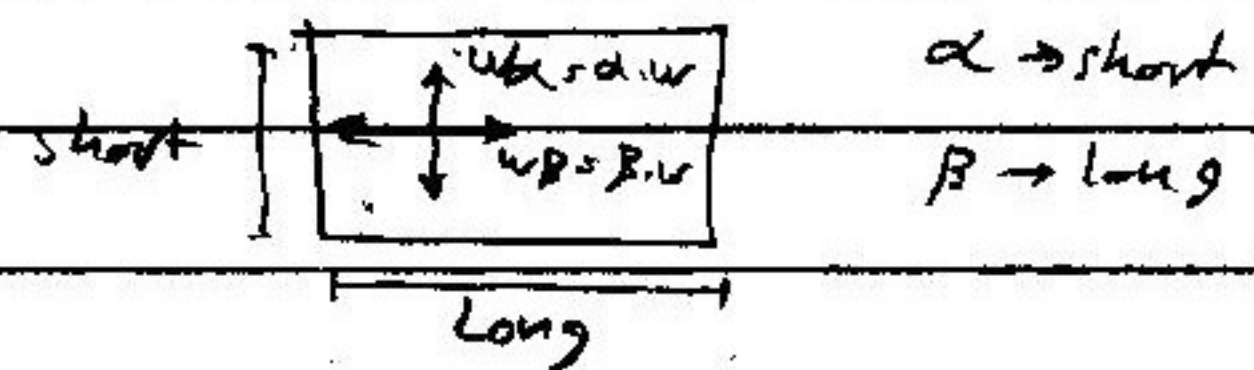 wα = α.w
α → short
short
wβ = β.w
β → long
Long